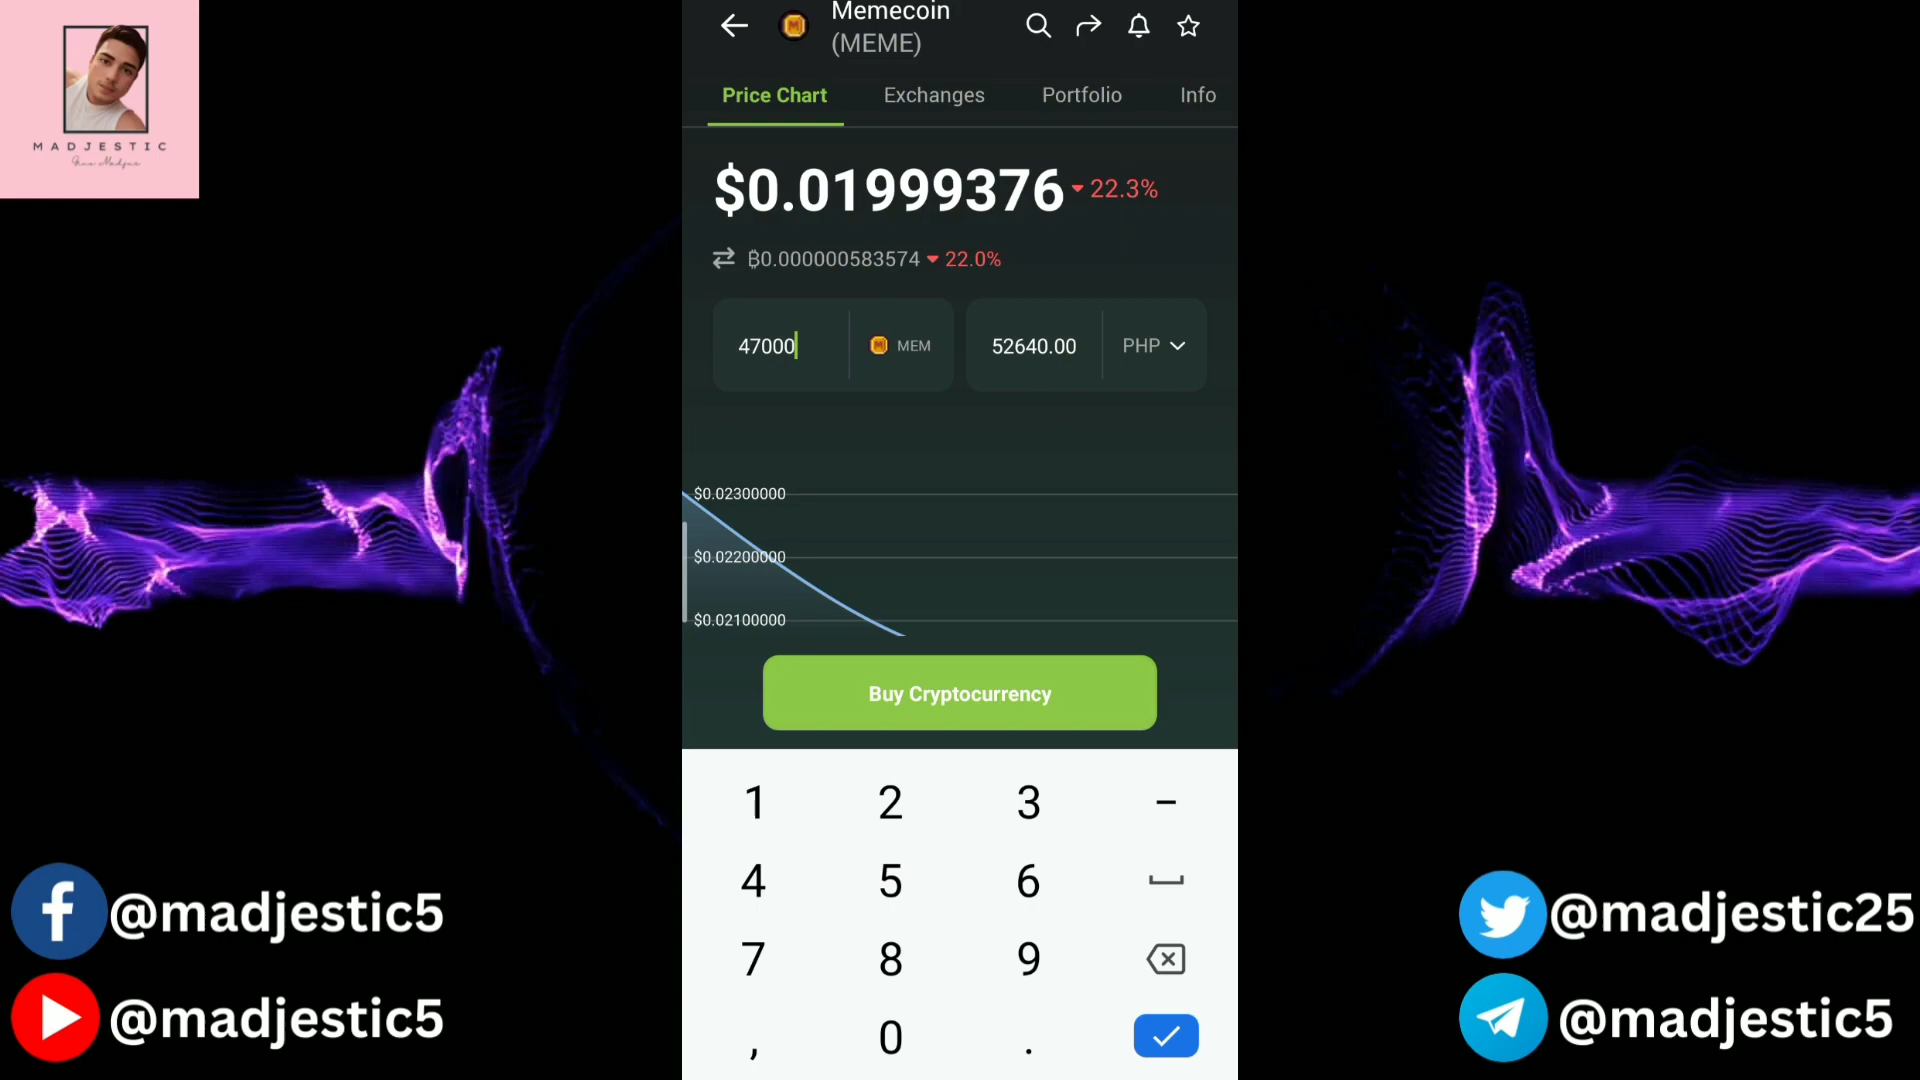 MADJESTIC
Memecoin
(MEME)
Price Chart
Exchanges
Portfolio
Info
$0.01999376
22.3%
₿0.000000583574
22.0%
47000
MEM
52640.00
PHP
$0.02300000
$0.02200000
$0.02100000
Buy Cryptocurrency
1 2 3 -
4 5 6
7 8 9
, 0 .
@madjestic5
@madjestic5
@madjestic25
@madjestic5